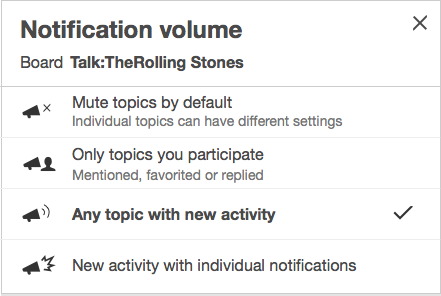 Notification volume
Board Talk:TheRolling Stones
Mute topics by default
Individual topics can have different settings
Only topics you participate
Mentioned, favorited or replied
Any topic with new activity
New activity with individual notifications